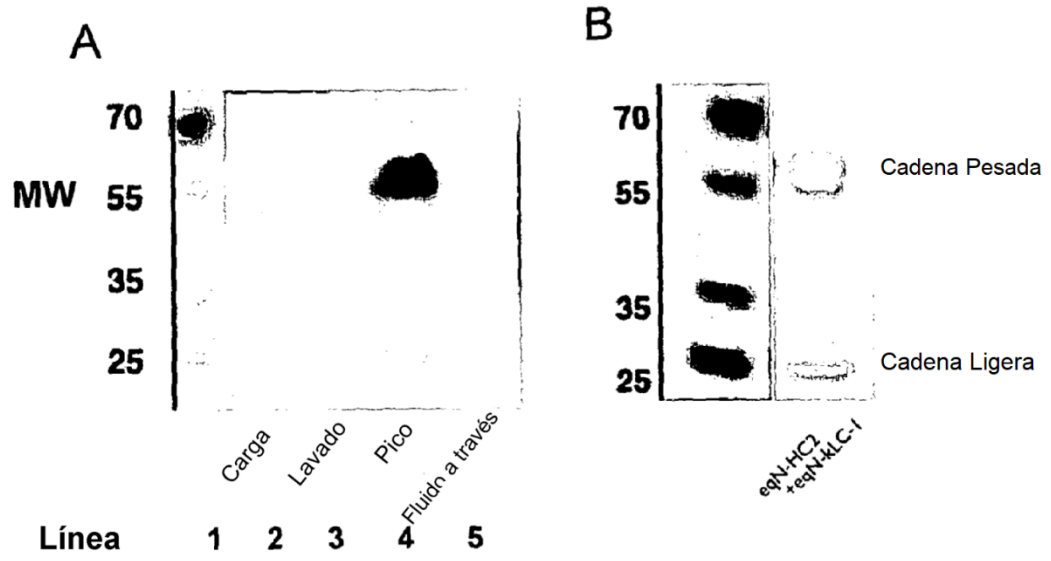 A
70
MW 55
35
25
Carga
Lavado
Pico
Fluido a través
Línea 1 2 3 4 5
B
70
55
35
25
Cadena Pesada
Cadena Ligera
eqN-HC2
+eqN-kLC-1